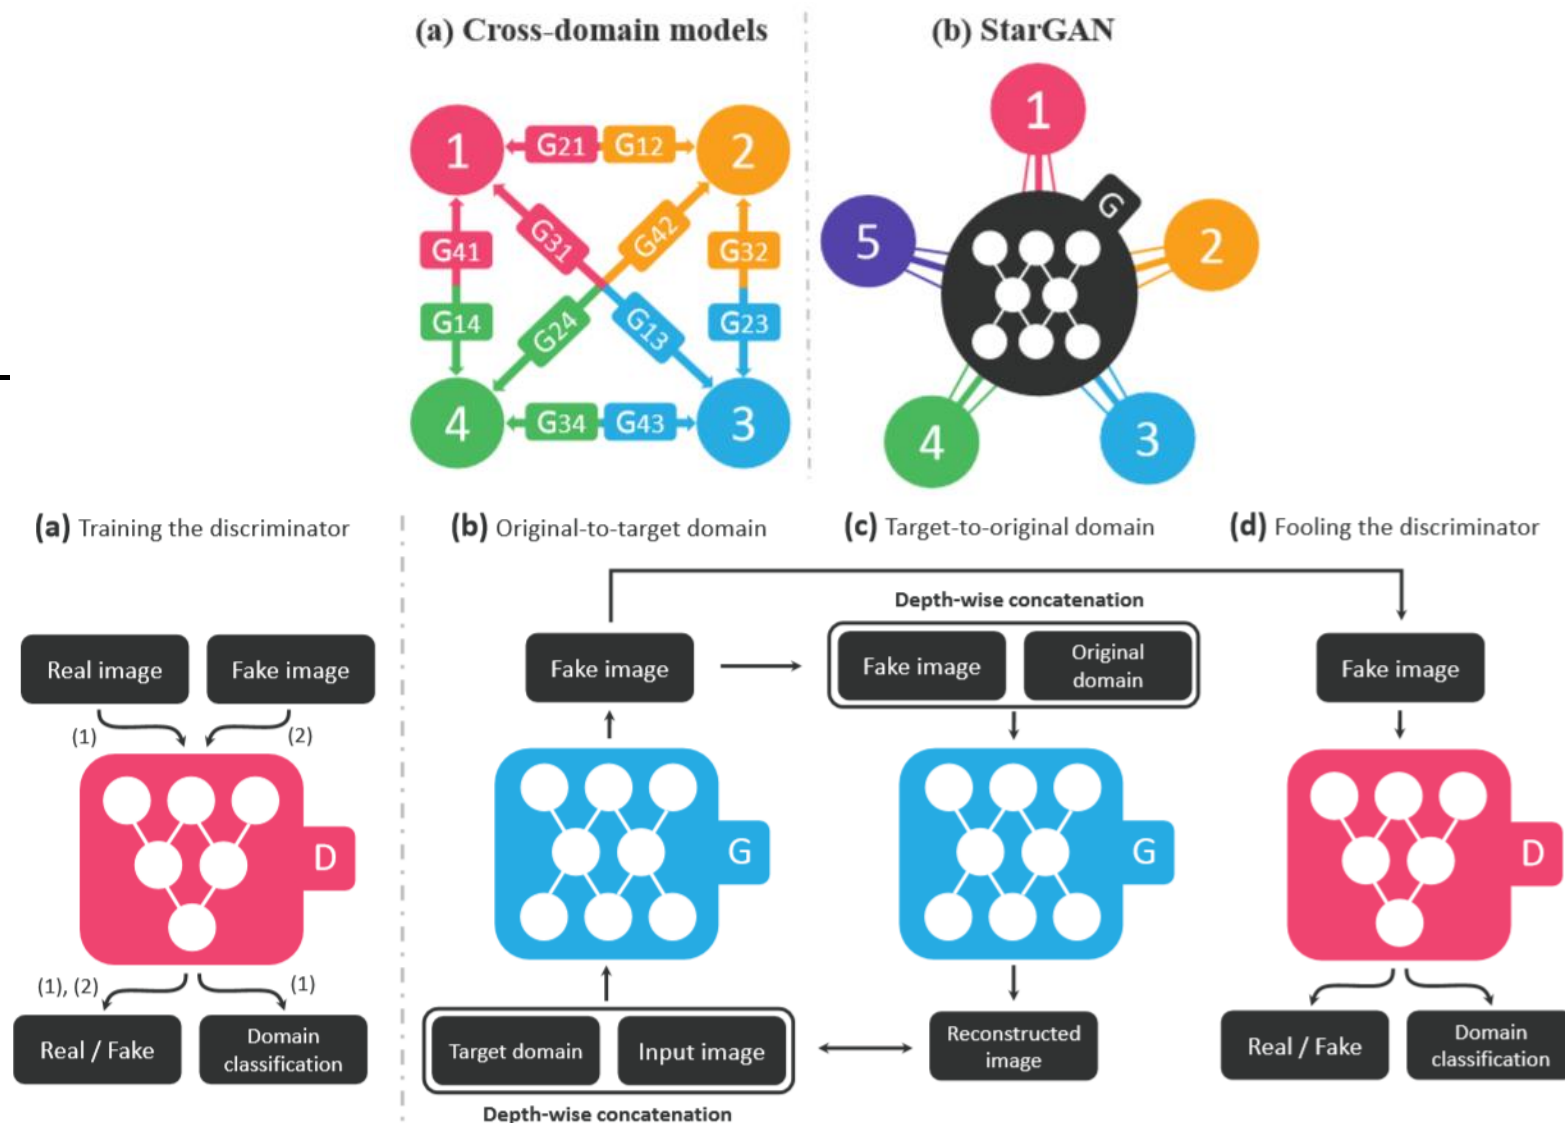 (a) Cross-domain models
(b) StarGAN
1
G21
G12
2
G41
G31
G42
G32
G14
G24
G13
G23
4
G34
G43
3
1
G
5
2
4
3
(a) Training the discriminator
(b) Original-to-target domain
(c) Target-to-original domain
(d) Fooling the discriminator
Real image
Fake image
(1)
(2)
D
(1), (2)
(1)
Real / Fake
Domain
classification
Fake image
G
Target domain
Input image
Depth-wise concatenation
Depth-wise concatenation
Fake image
Original
domain
G
Reconstructed
image
Fake image
D
Real / Fake
Domain
classification